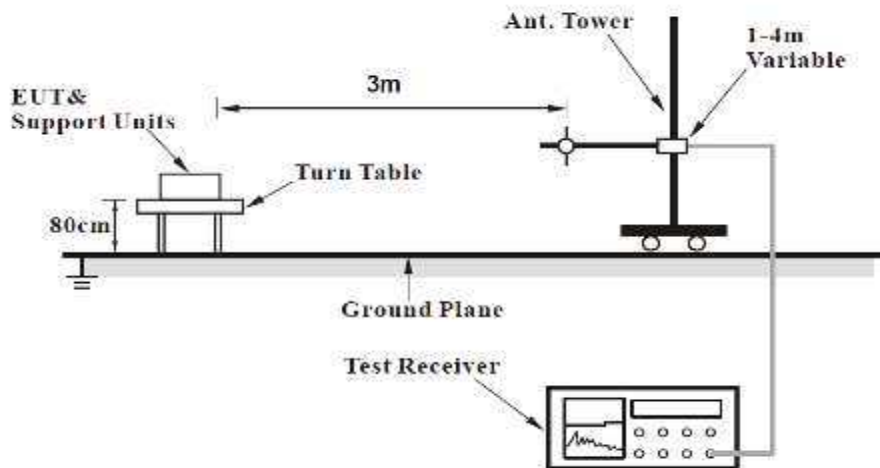 Ant. Tower
1-4m
Variable
3m
EUT&
Support Units
Turn Table
80cm
Ground Plane
Test Receiver